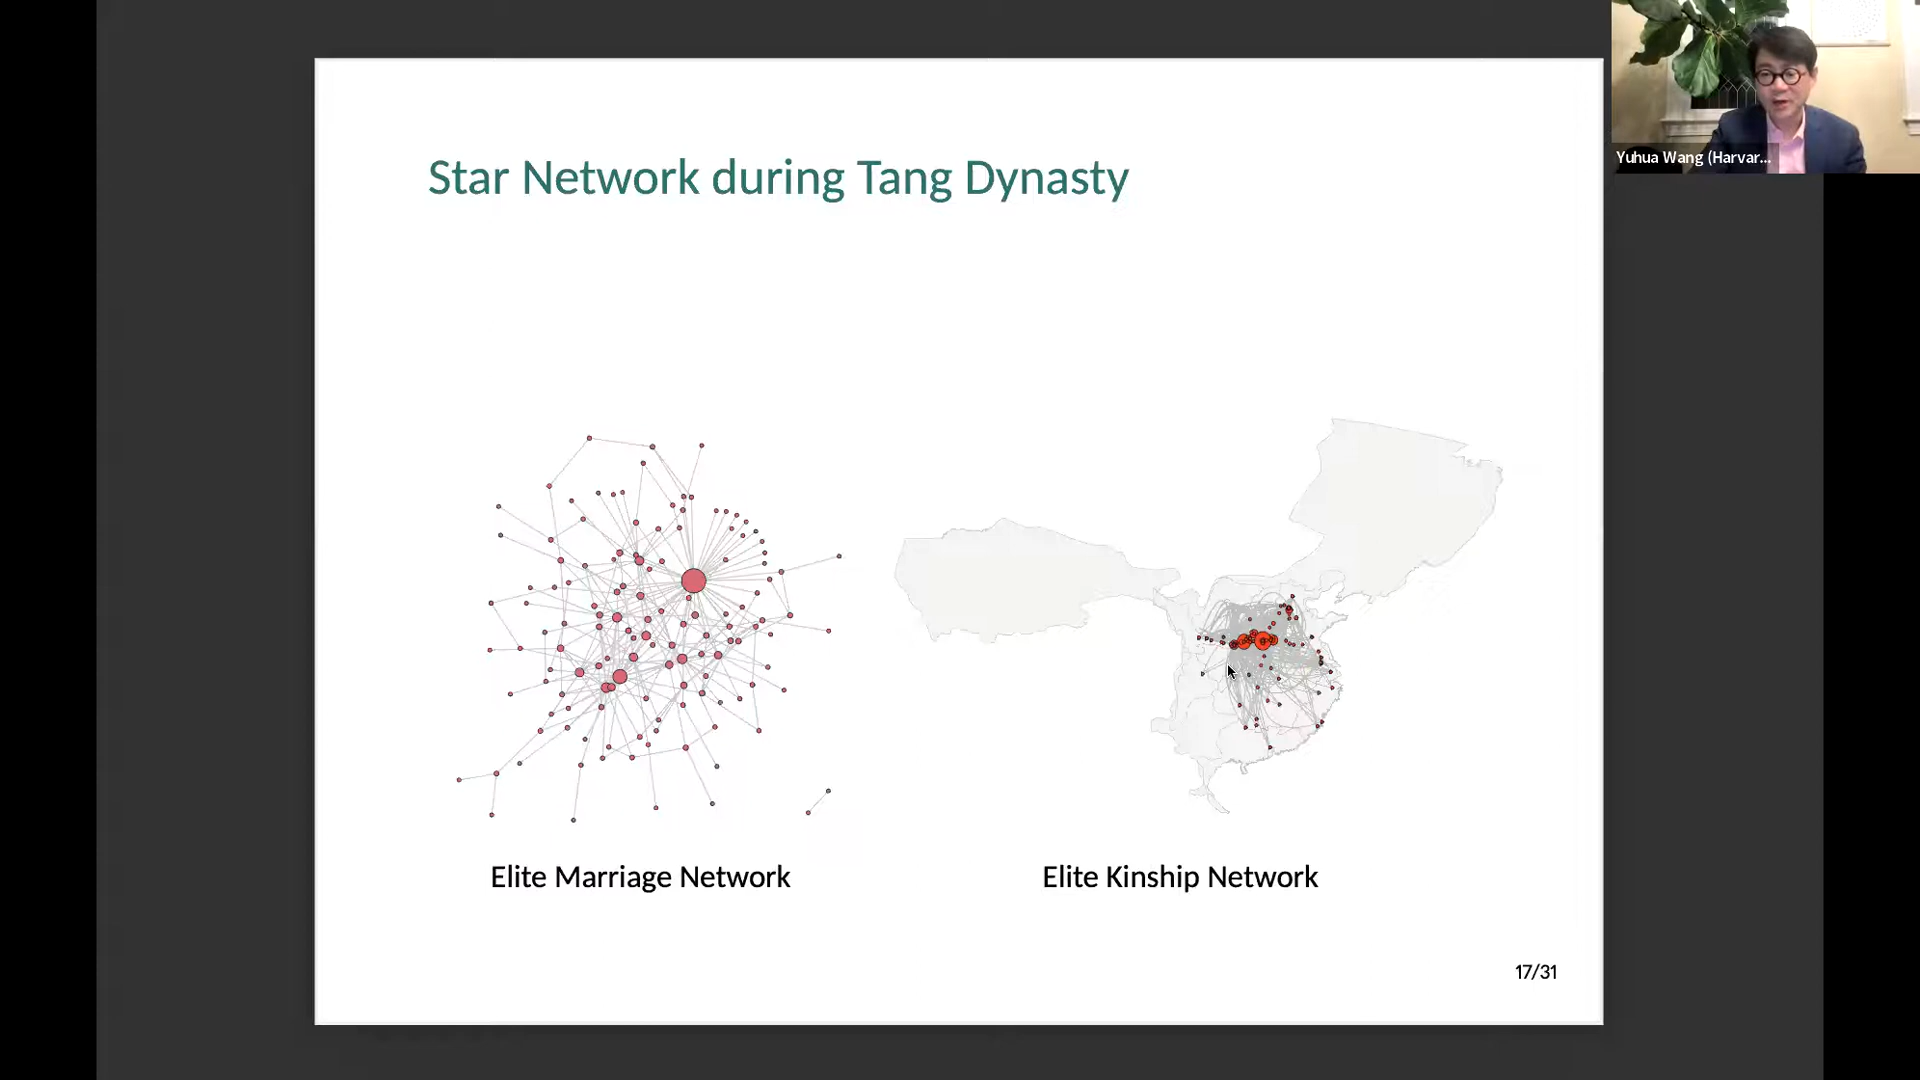 Star Network during Tang Dynasty
Yuhua Wang (Harvar...
Elite Marriage Network
Elite Kinship Network
17/31